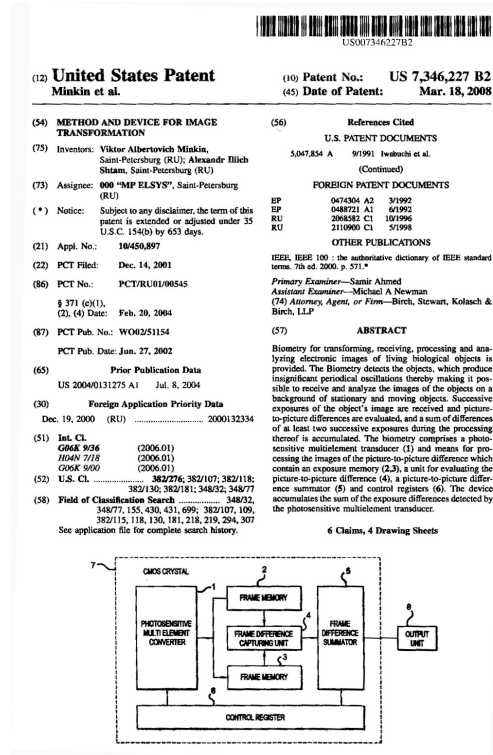 US007346227B2
(12) United States Patent
Minkin et al.
(10) Patent No.: US 7,346,227 B2
(45) Date of Patent: Mar. 18, 2008
(54) METHOD AND DEVICE FOR IMAGE
TRANSFORMATION
(75) Inventors: Viktor Albertovich Minkin,
Saint-Petersburg (RU); Alexandr Iliich
Shtam, Saint-Petersburg (RU)
(73) Assignee: 000 "MP ELSYS", Saint-Petersburg
(RU)
( * ) Notice: Subject to any disclaimer, the term of this
patent is extended or adjusted under 35
U.S.C. 154(b) by 653 days.
(21) Appl. No.: 10/450,897
(22) PCT Filed: Dec. 14, 2001
(86) PCT No.: PCT/RU01/00545
§ 371 (c)(1),
(2), (4) Date: Feb. 20, 2004
(87) PCT Pub. No.: WO02/51154
PCT Pub. Date: Jun. 27, 2002
(65) Prior Publication Data
US 2004/0131275 A1 Jul. 8, 2004
(30) Foreign Application Priority Data
Dec. 19, 2000 (RU) ............................ 2000132334
(51) Int. Cl.
G06K 9/36 (2006.01)
H04N 7/18 (2006.01)
G06K 9/00 (2006.01)
(52) U.S. Cl. ...................... 382/276; 382/107; 382/118;
382/130; 382/181; 348/32; 348/77
(58) Field of Classification Search .................. 348/32,
348/77, 155, 430, 431, 699; 382/107, 109,
382/115, 118, 130, 181, 218, 219, 294, 307
See application file for complete search history.
(56) References Cited
U.S. PATENT DOCUMENTS
5,047,854 A 9/1991 Iwabuchi et al.
(Continued)
FOREIGN PATENT DOCUMENTS
EP 0474304 A2 3/1992
EP 0488721 A1 6/1992
RU 2068582 C1 10/1996
RU 2110900 C1 5/1998
OTHER PUBLICATIONS
IEEE, IEEE 100 : the authoritative dictionary of IEEE standard
terms. 7th ed. 2000. p. 571.*
Primary Examiner—Samir Ahmed
Assistant Examiner—Michael A Newman
(74) Attorney, Agent, or Firm—Birch, Stewart, Kolasch &
Birch, LLP
(57) ABSTRACT
Biometry for transforming, receiving, processing and ana-
lyzing electronic images of living biological objects is
provided. The Biometry detects the objects, which produce
insignificant periodical oscillations thereby making it pos-
sible to receive and analyze the images of the objects on a
background of stationary and moving objects. Successive
exposures of the object's image are received and picture-
to-picture differences are evaluated, and a sum of differences
of at least two successive exposures during the processing
thereof is accumulated. The biometry comprises a photo-
sensitive multielement transducer (1) and means for pro-
cessing the images of the picture-to-picture difference which
contain an exposure memory (2,3), a unit for evaluating the
picture-to-picture difference (4), a picture-to-picture differ-
ence summator (5) and control registers (6). The device
accumulates the sum of the exposure differences detected by
the photosensitive multielement transducer.
6 Claims, 4 Drawing Sheets
7
CMOS CRYSTAL
1
PHOTOSENSITIVE
MULTI ELEMENT
CONVERTER
2
FRAME MEMORY
4
FRAME DIFFERENCE
CAPTURING UNIT
3
FRAME MEMORY
5
FRAME
DIFFERENCE
SUMMATOR
8
OUTPUT
UNIT
6
CONTROL REGISTER